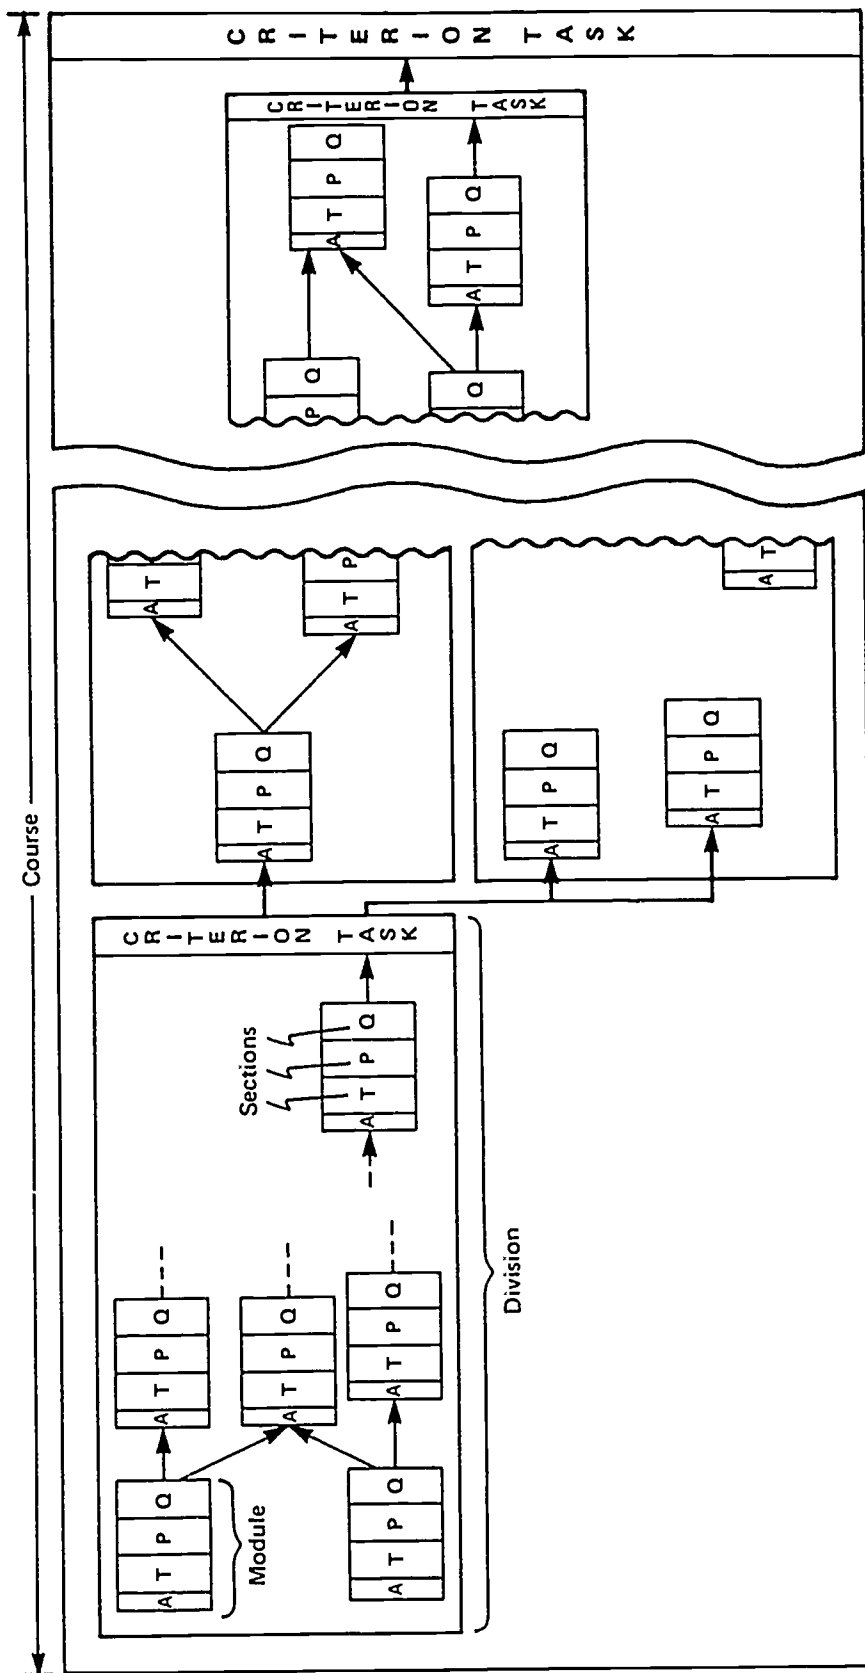 Course
A T P Q
Module
A T P Q
A T P Q
A T P Q
A T P Q
Sections
A T P Q
CRITERION TASK
Division
A T P Q
A T
A T P
A T P Q
A T P Q
A T
P Q
Q
A T P Q
A T P Q
CRITERION TASK
CRITERION TASK